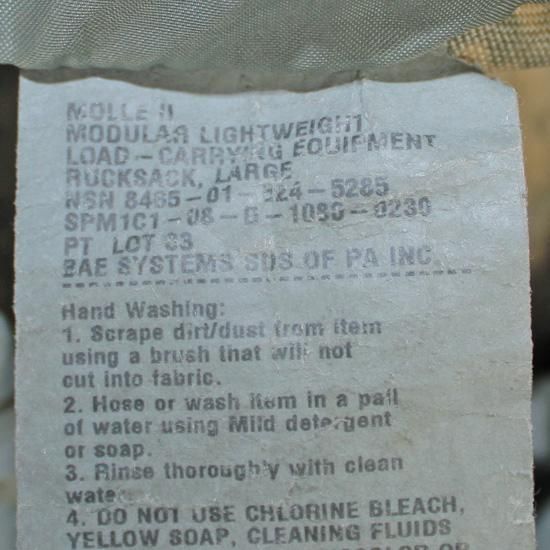 MOLLE II
MODULAR LIGHTWEIGHT
LOAD-CARRYING EQUIPMENT
RUCKSACK, LARGE
NSN 8465-01-524-5285
SPM1C1-08-D-1080-0230
PT LOT 33
BAE SYSTEMS SDS OF PA INC.
Hand Washing:
1. Scrape dirt/dust from item
using a brush that will not
cut into fabric.
2. Hose or wash item in a pail
of water using Mild detergent
or soap.
3. Rinse thoroughly with clean
water
4. DO NOT USE CHLORINE BLEACH,
YELLOW SOAP, CLEANING FLUIDS
OR